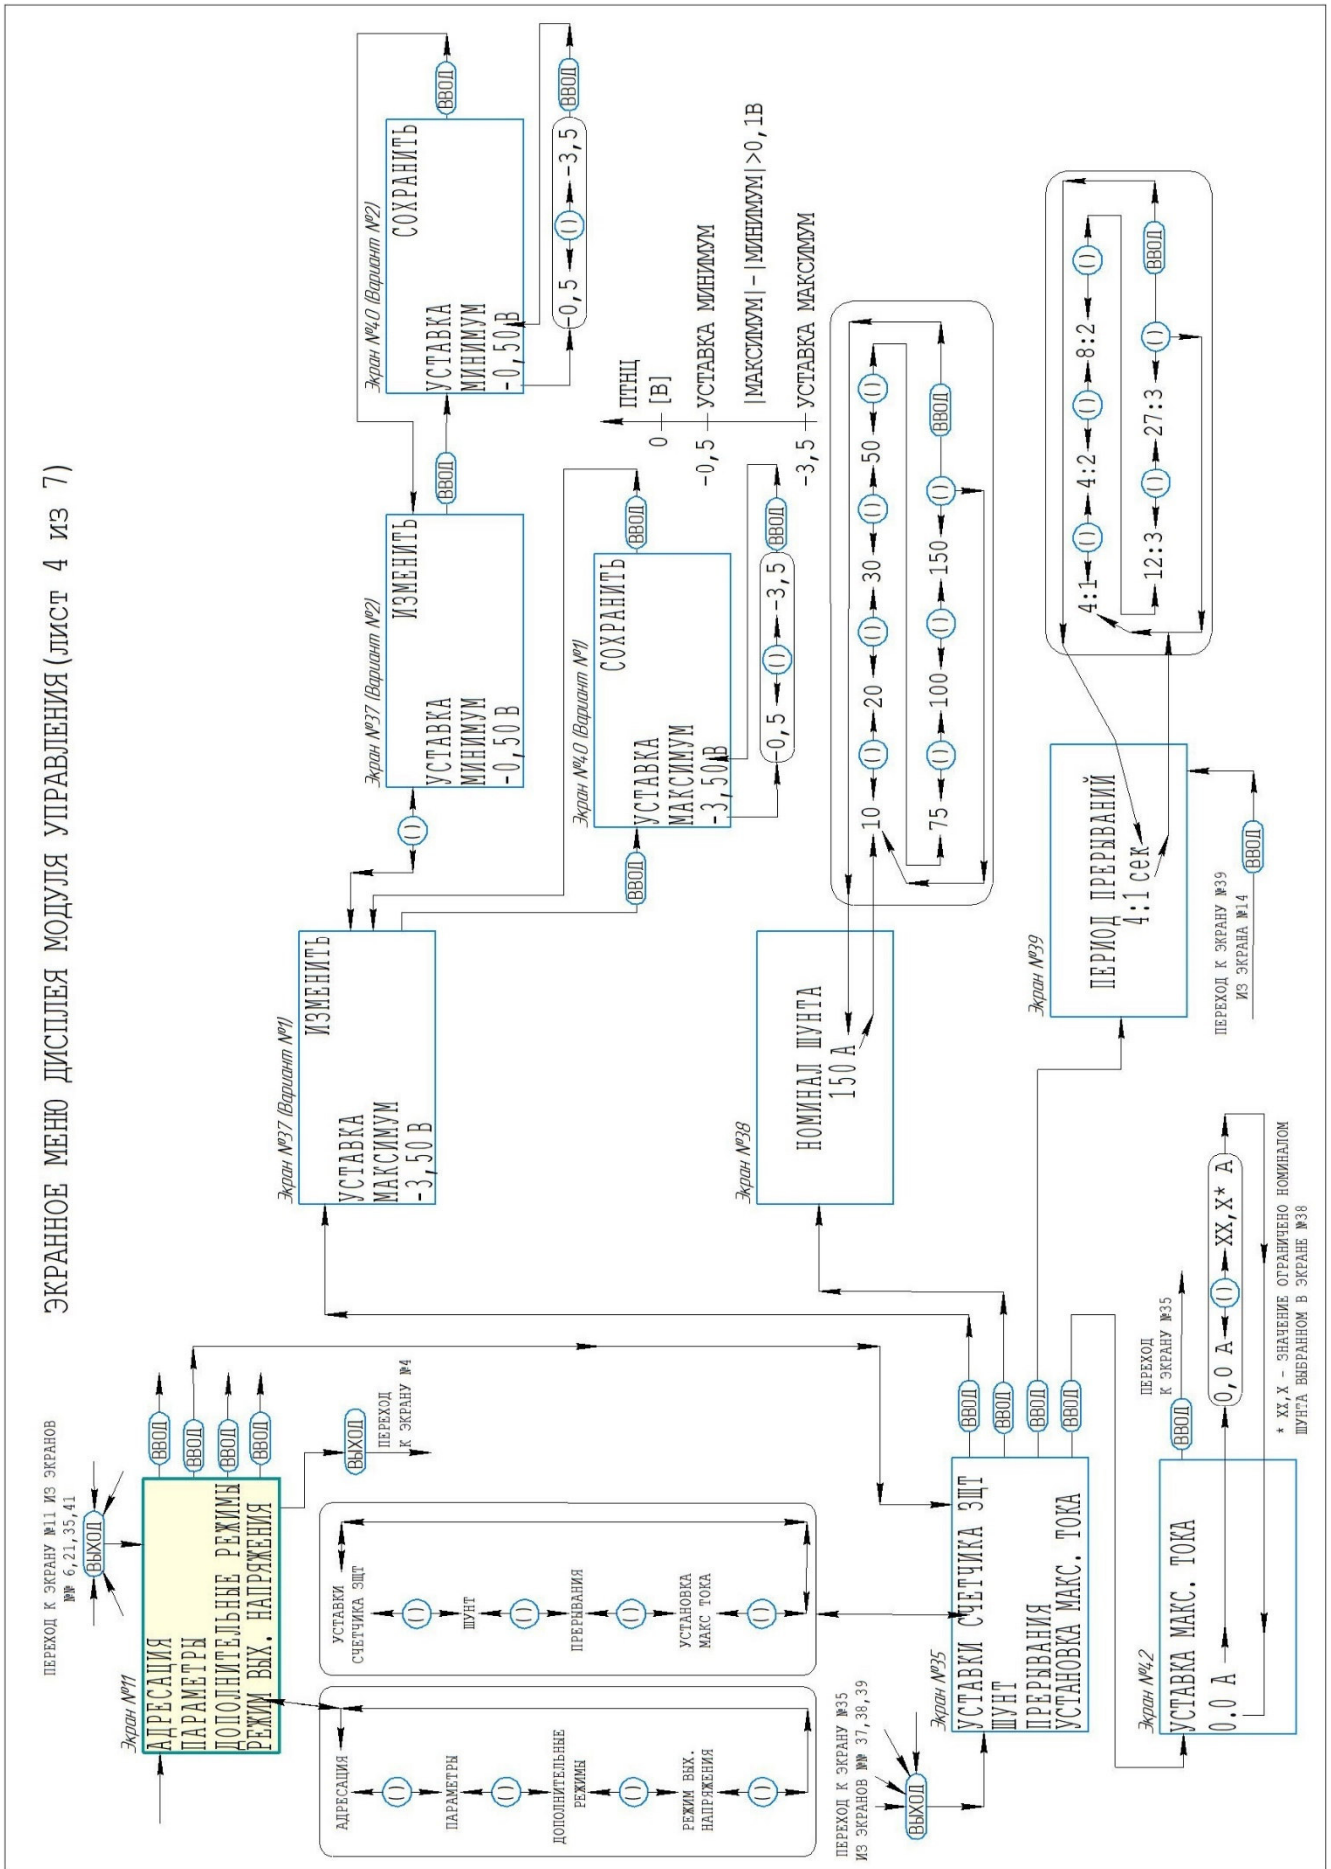 ЭКРАННОЕ МЕНЮ ДИСПЛЕЯ МОДУЛЯ УПРАВЛЕНИЯ(ЛИСТ 4 ИЗ 7)
ПЕРЕХОД К ЭКРАНУ №11 ИЗ ЭКРАНОВ
№№ 6,21,35,41
ВЫХОД
Экран №11
АДРЕСАЦИЯ
ПАРАМЕТРЫ
ДОПОЛНИТЕЛЬНЫЕ РЕЖИМЫ
РЕЖИМ ВЫХ. НАПРЯЖЕНИЯ
ВВОД
ВВОД
ВВОД
ВВОД
ВЫХОД
ПЕРЕХОД
К ЭКРАНУ №4
АДРЕСАЦИЯ
()
ПАРАМЕТРЫ
()
ДОПОЛНИТЕЛЬНЫЕ
РЕЖИМЫ
()
РЕЖИМ ВЫХ.
НАПРЯЖЕНИЯ
()
УСТАВКИ
СЧЕТЧИКА ЗЩТ
()
ШУНТ
()
ПРЕРЫВАНИЯ
()
УСТАНОВКА
МАКС ТОКА
()
ПЕРЕХОД К ЭКРАНУ №35
ИЗ ЭКРАНОВ №№ 37,38,39
ВЫХОД
Экран №35
УСТАВКИ СЧЕТЧИКА ЗЩТ
ШУНТ
ПРЕРЫВАНИЯ
УСТАНОВКА МАКС. ТОКА
ВВОД
ВВОД
ВВОД
ВВОД
Экран №42
УСТАВКА МАКС. ТОКА
0.0 А
ВВОД
ПЕРЕХОД
К ЭКРАНУ №35
0,0 А () XX,X* А
* XX,X – ЗНАЧЕНИЕ ОГРАНИЧЕНО НОМИНАЛОМ
ШУНТА ВЫБРАННОМ В ЭКРАНЕ №38
Экран №37 (Вариант №1)
УСТАВКА
МАКСИМУМ
-3,50 В
ИЗМЕНИТЬ
()
ВВОД
Экран №37 (Вариант №2)
УСТАВКА
МИНИМУМ
-0,50 В
ИЗМЕНИТЬ
ВВОД
Экран №40 (Вариант №2)
УСТАВКА
МИНИМУМ
-0,50 В
СОХРАНИТЬ
ВВОД
-0,5 () -3,5
ВВОД
Экран №40 (Вариант №1)
УСТАВКА
МАКСИМУМ
-3,50 В
СОХРАНИТЬ
ВВОД
-0,5 () -3,5
ВВОД
ПТНЦ
0 [В]
-0,5 УСТАВКА МИНИМУМ
|МАКСИМУМ|-|МИНИМУМ|>0,1В
-3,5 УСТАВКА МАКСИМУМ
Экран №38
НОМИНАЛ ШУНТА
150 А
10 () 20 () 30 () 50 ()
75 () 100 () 150 () ВВОД
Экран №39
ПЕРИОД ПРЕРЫВАНИЙ
4:1 сек
ПЕРЕХОД К ЭКРАНУ №39
ИЗ ЭКРАНА №14
ВВОД
4:1 () 4:2 () 8:2 ()
12:3 () 27:3 () ВВОД